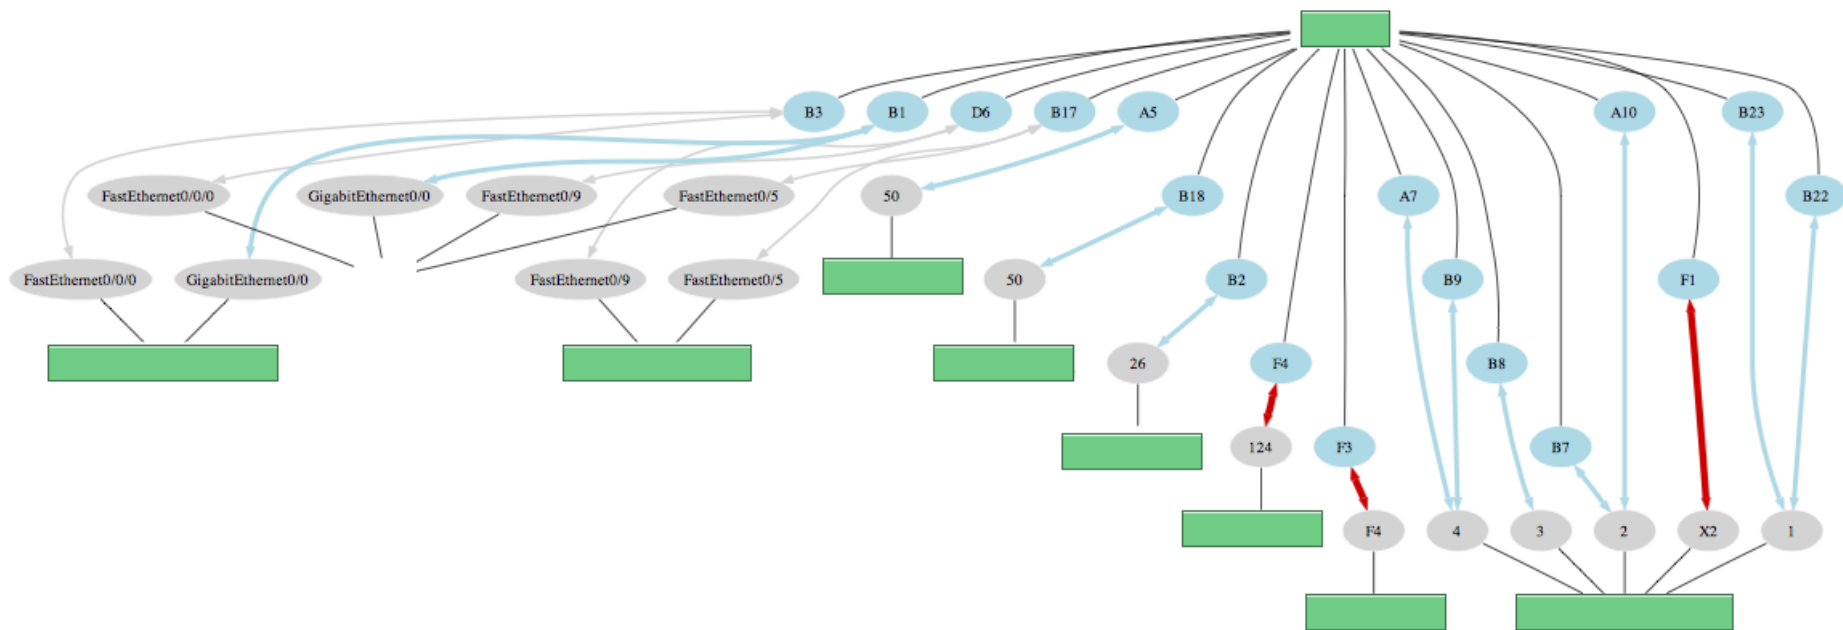 B3
B1
D6
B17
A5
A10
B23
FastEthernet0/0/0
GigabitEthernet0/0
FastEthernet0/9
FastEthernet0/5
50
B18
A7
B22
FastEthernet0/0/0
GigabitEthernet0/0
FastEthernet0/9
FastEthernet0/5
50
B2
B9
F1
26
F4
B8
124
F3
B7
F4
4
3
2
X2
1